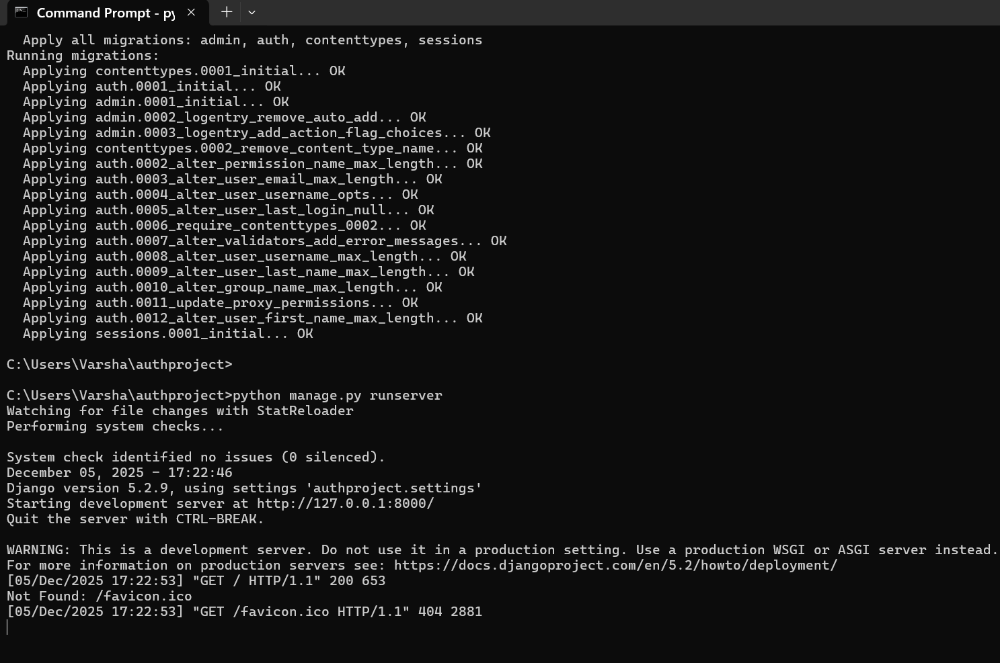 Command Prompt - py
Apply all migrations: admin, auth, contenttypes, sessions
Running migrations:
Applying contenttypes.0001_initial... OK
Applying auth.0001_initial... OK
Applying admin.0001_initial... OK
Applying admin.0002_logentry_remove_auto_add... OK
Applying admin.0003_logentry_add_action_flag_choices... OK
Applying contenttypes.0002_remove_content_type_name... OK
Applying auth.0002_alter_permission_name_max_length... OK
Applying auth.0003_alter_user_email_max_length... OK
Applying auth.0004_alter_user_username_opts... OK
Applying auth.0005_alter_user_last_login_null... OK
Applying auth.0006_require_contenttypes_0002... OK
Applying auth.0007_alter_validators_add_error_messages... OK
Applying auth.0008_alter_user_username_max_length... OK
Applying auth.0009_alter_user_last_name_max_length... OK
Applying auth.0010_alter_group_name_max_length... OK
Applying auth.0011_update_proxy_permissions... OK
Applying auth.0012_alter_user_first_name_max_length... OK
Applying sessions.0001_initial... OK
C:\Users\Varsha\authproject>
C:\Users\Varsha\authproject>python manage.py runserver
Watching for file changes with StatReloader
Performing system checks...
System check identified no issues (0 silenced).
December 05, 2025 - 17:22:46
Django version 5.2.9, using settings 'authproject.settings'
Starting development server at http://127.0.0.1:8000/
Quit the server with CTRL-BREAK.
WARNING: This is a development server. Do not use it in a production setting. Use a production WSGI or ASGI server instead.
For more information on production servers see: https://docs.djangoproject.com/en/5.2/howto/deployment/
[05/Dec/2025 17:22:53] "GET / HTTP/1.1" 200 653
Not Found: /favicon.ico
[05/Dec/2025 17:22:53] "GET /favicon.ico HTTP/1.1" 404 2881